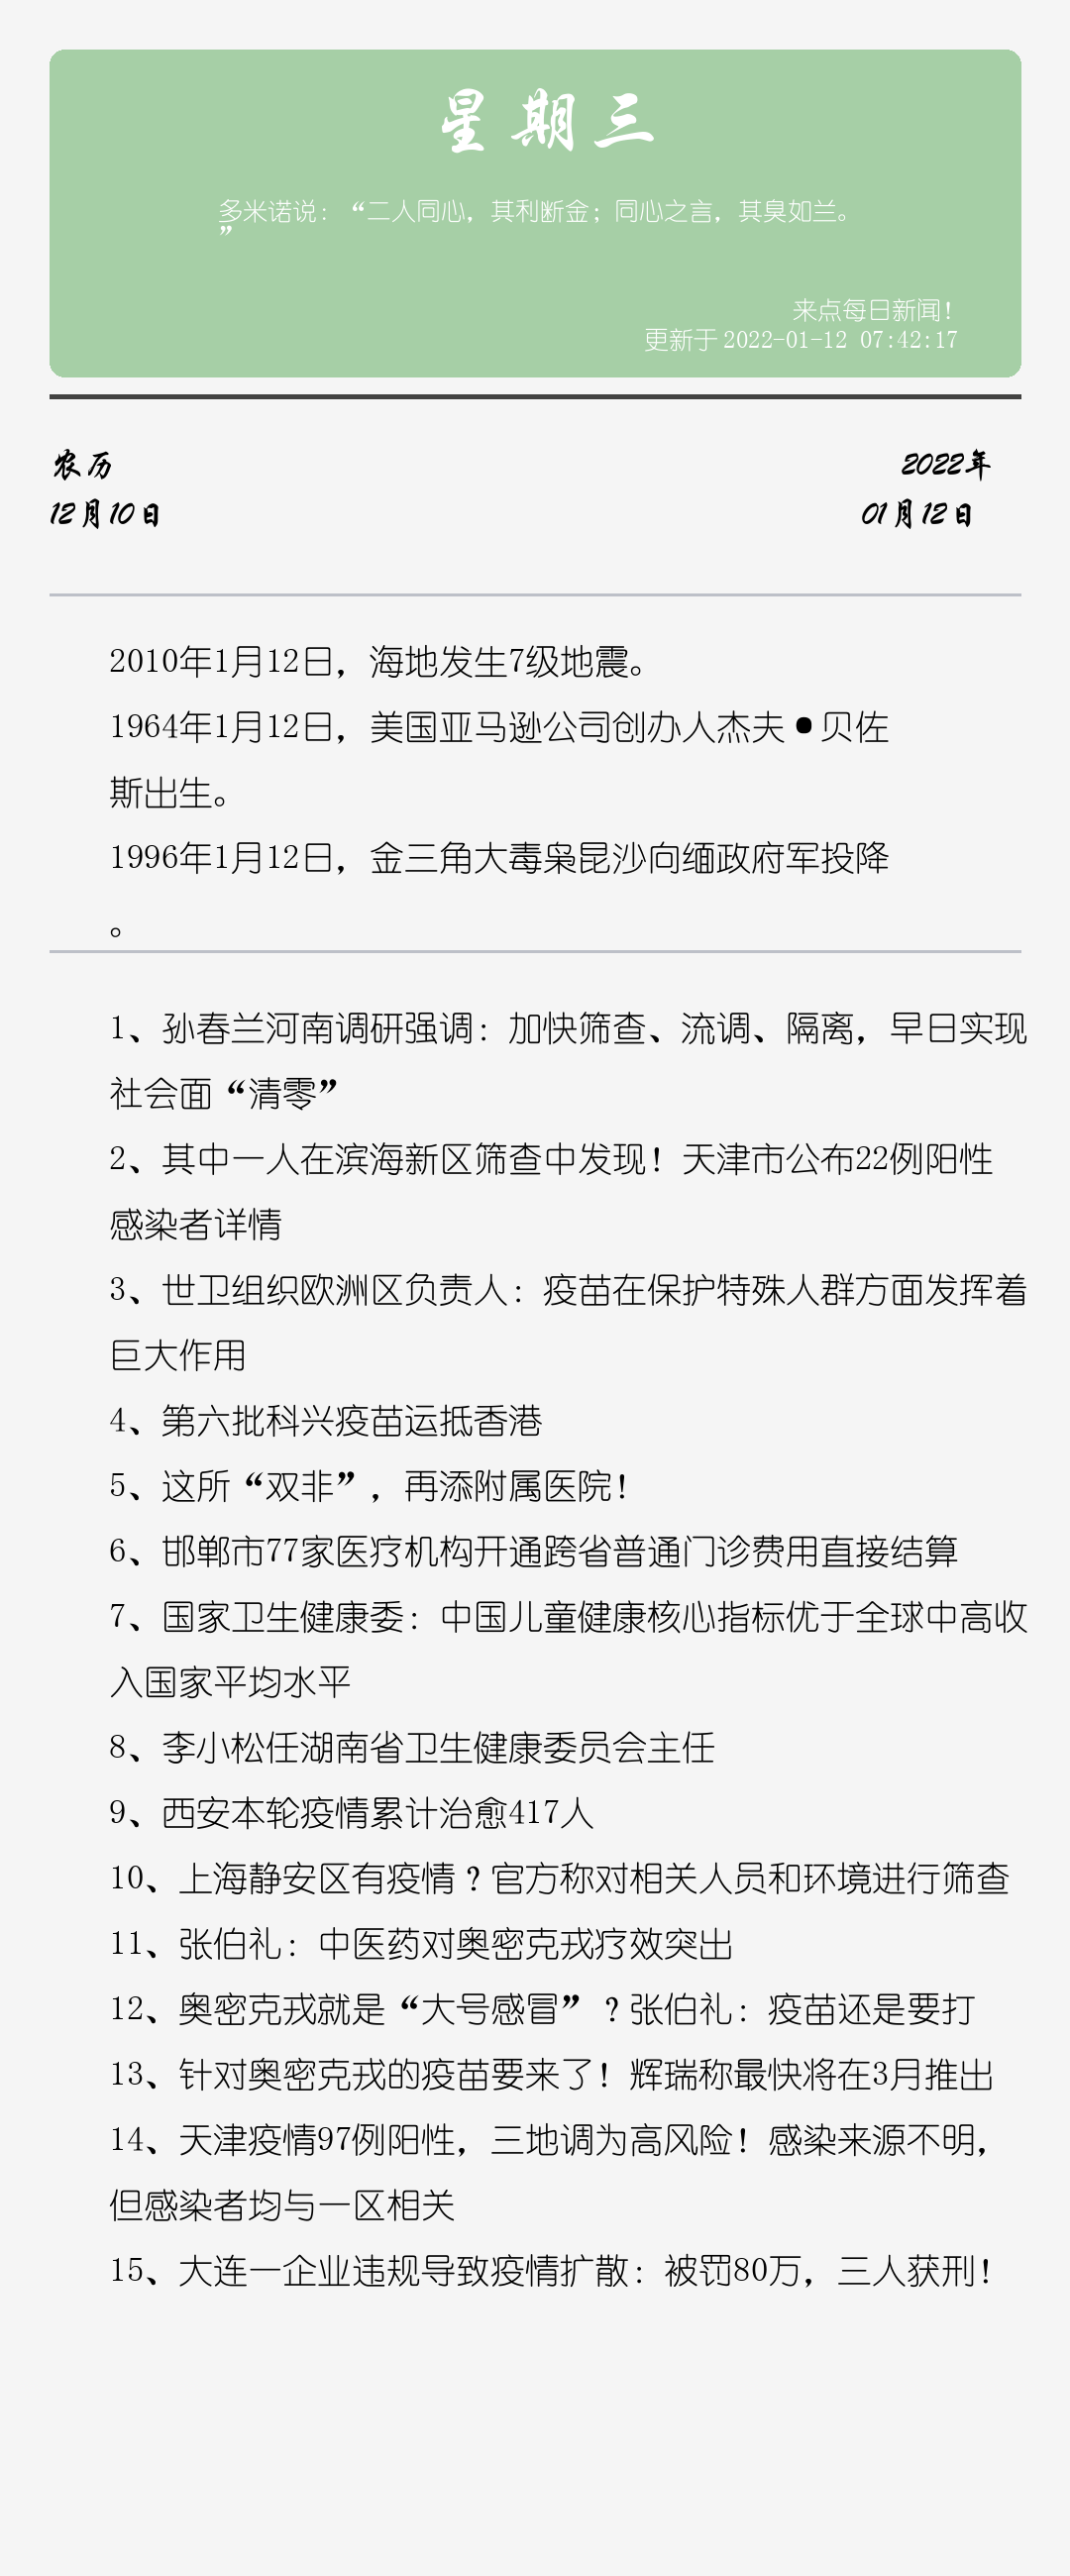 星期三
多米诺说：“二人同心，其利断金；同心之言，其臭如兰。
”
来点每日新闻！
更新于 2022-01-12 07:42:17
农历
2022年
12月10日
01月12日
2010年1月12日，海地发生7级地震。
1964年1月12日，美国亚马逊公司创办人杰夫•贝佐
斯出生。
1996年1月12日，金三角大毒枭昆沙向缅政府军投降
。
1、孙春兰河南调研强调：加快筛查、流调、隔离，早日实现
社会面“清零”
2、其中一人在滨海新区筛查中发现！天津市公布22例阳性
感染者详情
3、世卫组织欧洲区负责人：疫苗在保护特殊人群方面发挥着
巨大作用
4、第六批科兴疫苗运抵香港
5、这所“双非”，再添附属医院！
6、邯郸市77家医疗机构开通跨省普通门诊费用直接结算
7、国家卫生健康委：中国儿童健康核心指标优于全球中高收
入国家平均水平
8、李小松任湖南省卫生健康委员会主任
9、西安本轮疫情累计治愈417人
10、上海静安区有疫情？官方称对相关人员和环境进行筛查
11、张伯礼：中医药对奥密克戎疗效突出
12、奥密克戎就是“大号感冒”？张伯礼：疫苗还是要打
13、针对奥密克戎的疫苗要来了！辉瑞称最快将在3月推出
14、天津疫情97例阳性，三地调为高风险！感染来源不明，
但感染者均与一区相关
15、大连一企业违规导致疫情扩散：被罚80万，三人获刑！